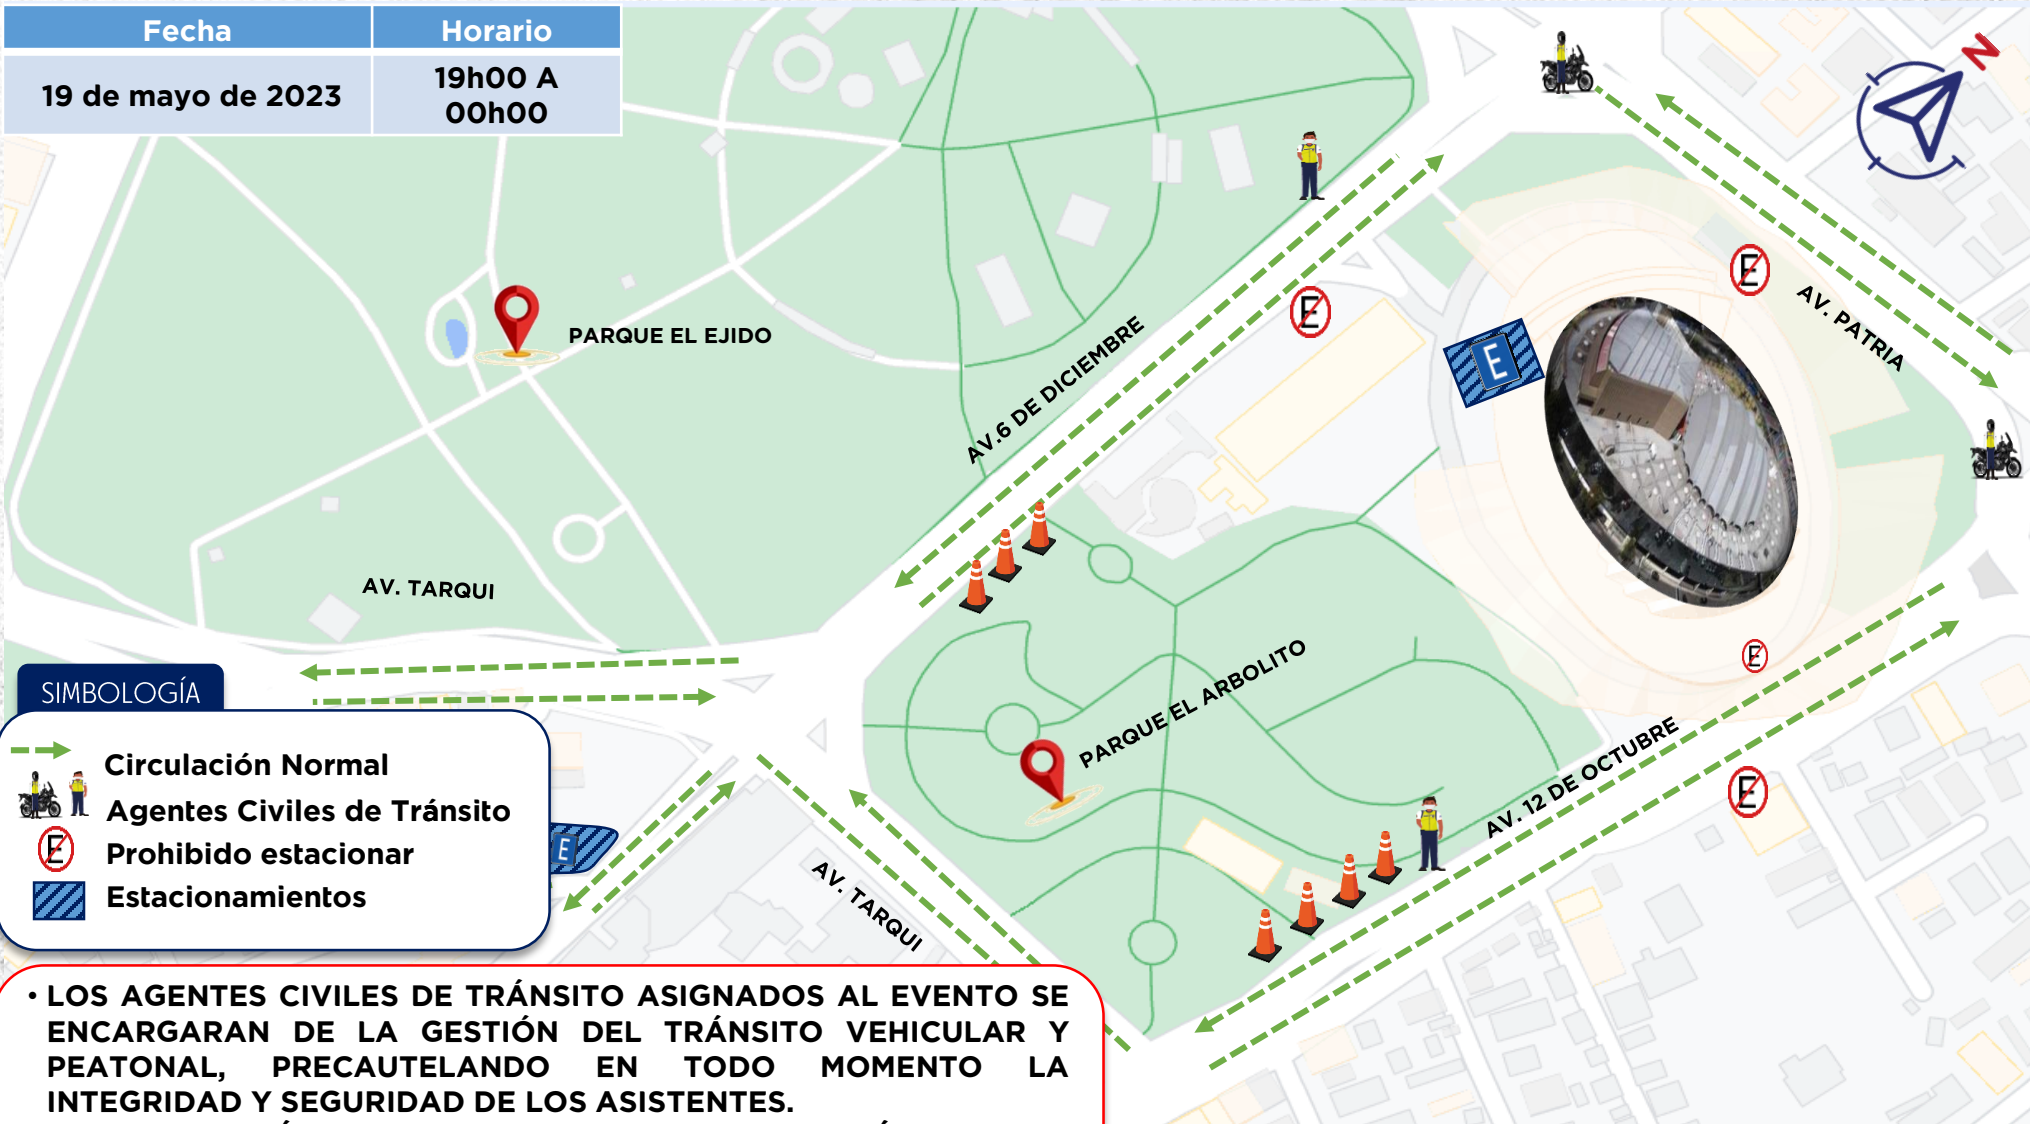 Fecha
Horario
19 de mayo de 2023
19h00 A
00h00
N
PARQUE EL EJIDO
AV.6 DE DICIEMBRE
AV. PATRIA
E
E
E
E
AV. TARQUI
PARQUE EL ARBOLITO
AV. 12 DE OCTUBRE
E
AV. TARQUI
E
SIMBOLOGÍA
Circulación Normal
Agentes Civiles de Tránsito
E
Prohibido estacionar
Estacionamientos
• LOS AGENTES CIVILES DE TRÁNSITO ASIGNADOS AL EVENTO SE
ENCARGARAN DE LA GESTIÓN DEL TRÁNSITO VEHICULAR Y
PEATONAL, PRECAUTELANDO EN TODO MOMENTO LA
INTEGRIDAD Y SEGURIDAD DE LOS ASISTENTES.